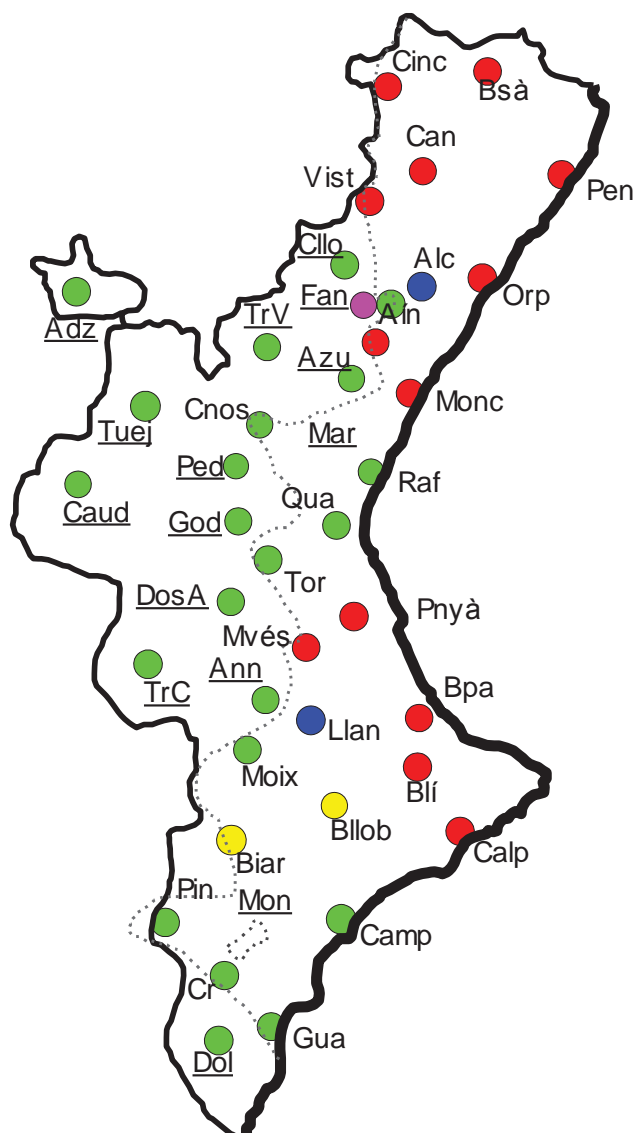 Cinc
Bsà
Can
Vist
Pen
Cllo
Alc
Fan
Orp
Adz
TrV
Aín
Azu
Monc
Tuej
Cnos
Mar
Ped
Raf
Caud
Qua
God
Tor
DosA
Pnyà
Mvés
Ann
TrC
Bpa
Llan
Moix
Blí
Bllob
Calp
Biar
Pin
Mon
Camp
Cr
Gua
Dol